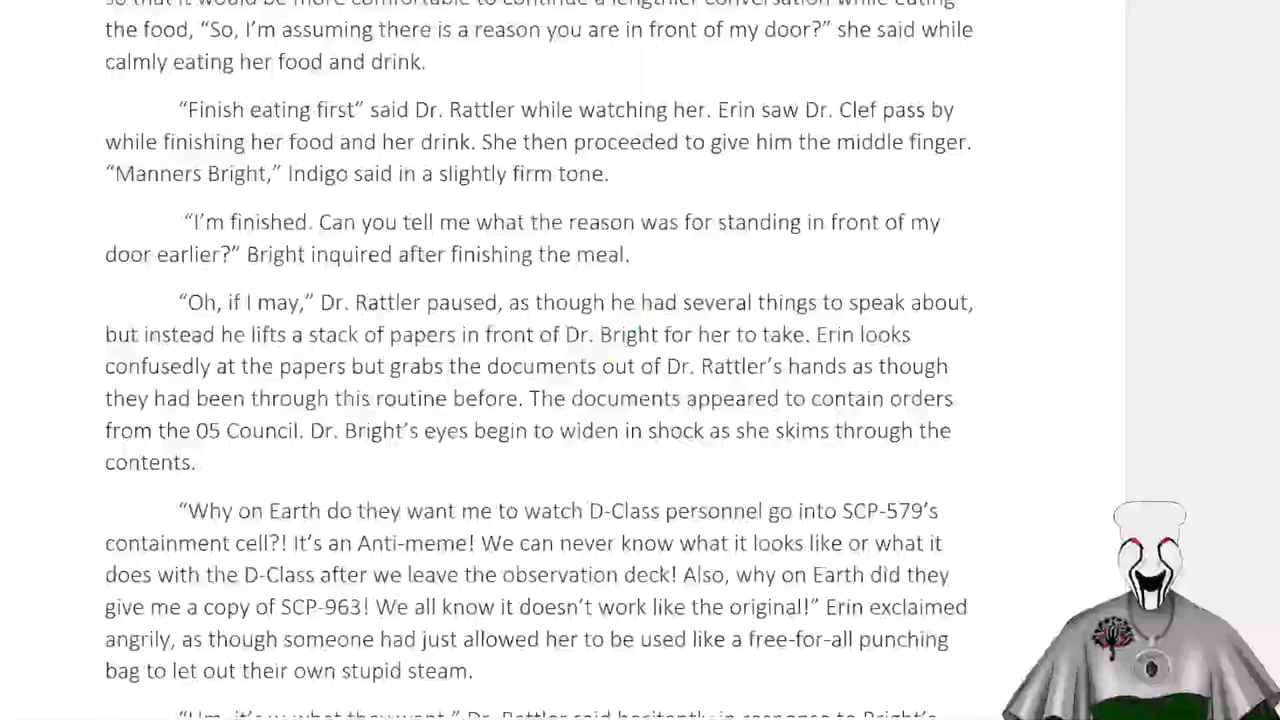 so that it would be more comfortable to continue a lengthier conversation while eating
the food, “So, I’m assuming there is a reason you are in front of my door?” she said while
calmly eating her food and drink.
“Finish eating first” said Dr. Rattler while watching her. Erin saw Dr. Clef pass by
while finishing her food and her drink. She then proceeded to give him the middle finger.
“Manners Bright,” Indigo said in a slightly firm tone.
“I’m finished. Can you tell me what the reason was for standing in front of my
door earlier?” Bright inquired after finishing the meal.
“Oh, if I may,” Dr. Rattler paused, as though he had several things to speak about,
but instead he lifts a stack of papers in front of Dr. Bright for her to take. Erin looks
confusedly at the papers but grabs the documents out of Dr. Rattler’s hands as though
they had been through this routine before. The documents appeared to contain orders
from the 05 Council. Dr. Bright’s eyes begin to widen in shock as she skims through the
contents.
“Why on Earth do they want me to watch D-Class personnel go into SCP-579’s
containment cell?! It’s an Anti-meme! We can never know what it looks like or what it
does with the D-Class after we leave the observation deck! Also, why on Earth did they
give me a copy of SCP-963! We all know it doesn’t work like the original!” Erin exclaimed
angrily, as though someone had just allowed her to be used like a free-for-all punching
bag to let out their own stupid steam.
“Um, it’s what they want,” Dr. Rattler said hesitantly in response to Bright’s